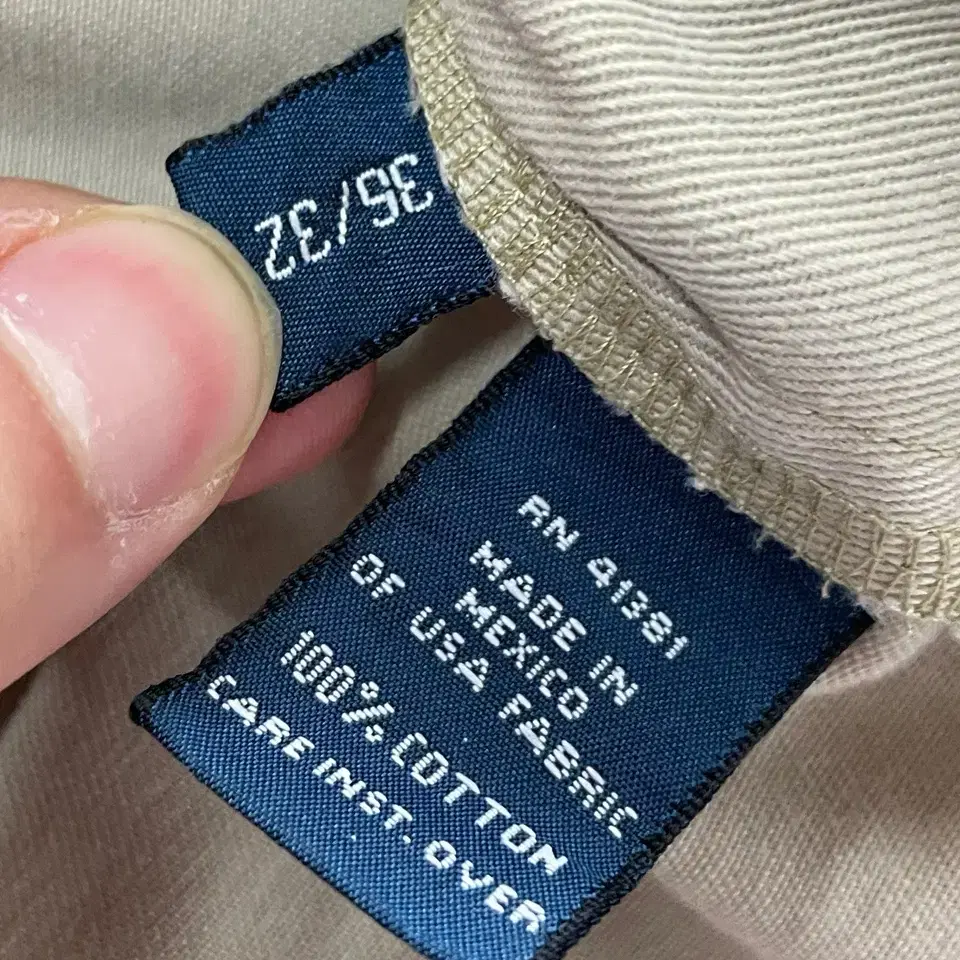 35/32
RN 41381
MADE IN
MEXICO
OF USA FABRIC
100% COTTON
CARE INST. OVER